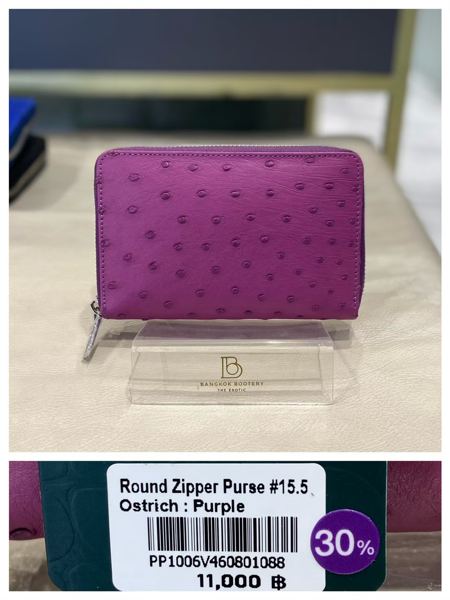 B
BANGKOK BOOTERY
THE EXOTIC
Round Zipper Purse #15.5
Ostrich : Purple
PP1006V460801088
30%
11,000 ฿